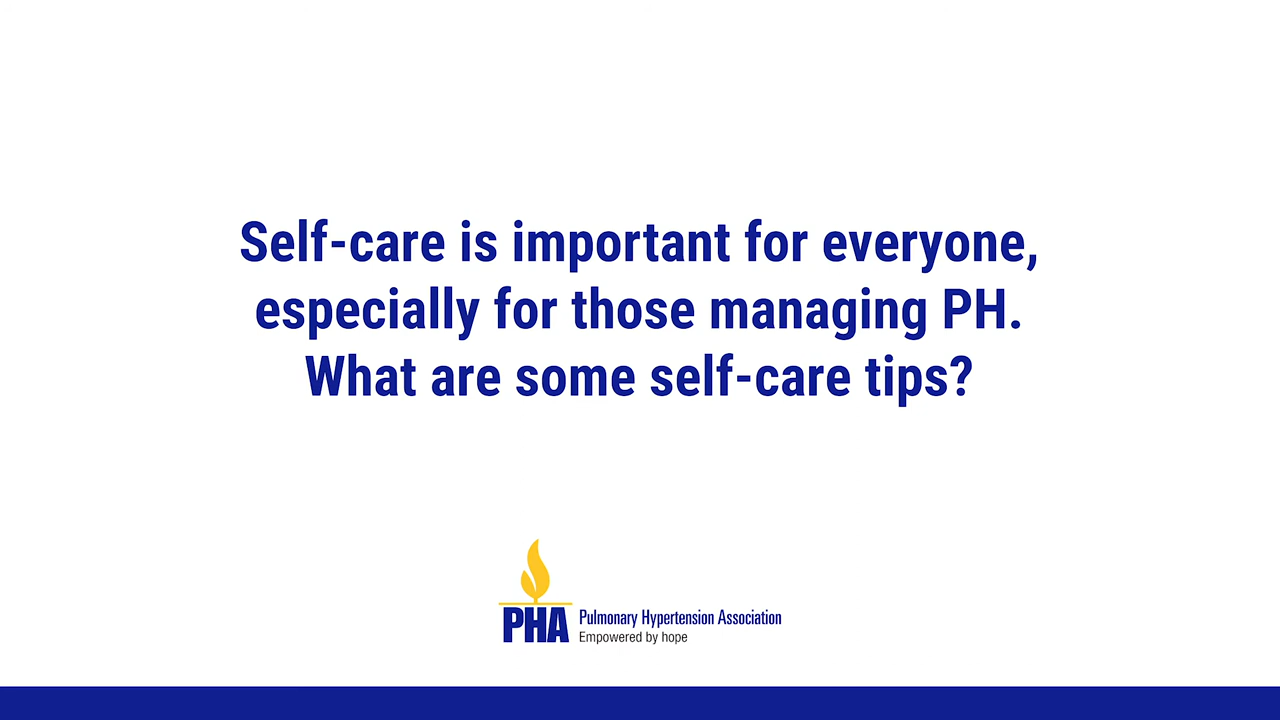 Self-care is important for everyone,
especially for those managing PH.
What are some self-care tips?
PHA Pulmonary Hypertension Association
Empowered by hope